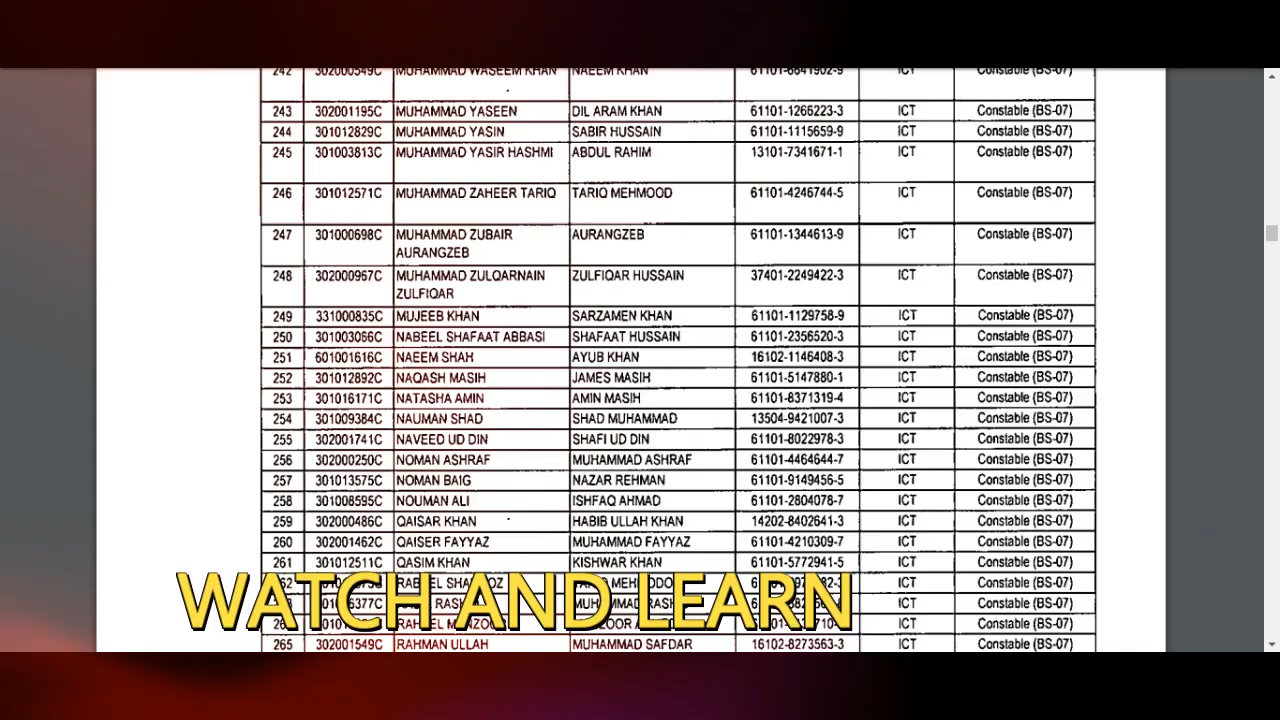 242 302000549C MUHAMMAD WASEEM KHAN NAEEM KHAN 61101-6641902-9 ICT Constable (BS-07)
243 302001195C MUHAMMAD YASEEN DIL ARAM KHAN 61101-1266223-3 ICT Constable (BS-07)
244 301012829C MUHAMMAD YASIN SABIR HUSSAIN 61101-1115659-9 ICT Constable (BS-07)
245 301003813C MUHAMMAD YASIR HASHMI ABDUL RAHIM 13101-7341671-1 ICT Constable (BS-07)
246 301012571C MUHAMMAD ZAHEER TARIQ TARIQ MEHMOOD 61101-4246744-5 ICT Constable (BS-07)
247 301000698C MUHAMMAD ZUBAIR AURANGZEB 61101-1344613-9 ICT Constable (BS-07)
AURANGZEB
248 302000967C MUHAMMAD ZULQARNAIN ZULFIQAR HUSSAIN 37401-2249422-3 ICT Constable (BS-07)
ZULFIQAR
249 331000835C MUJEEB KHAN SARZAMEN KHAN 61101-1129758-9 ICT Constable (BS-07)
250 301003066C NABEEL SHAFAAT ABBASI SHAFAAT HUSSAIN 61101-2356520-3 ICT Constable (BS-07)
251 601001616C NAEEM SHAH AYUB KHAN 16102-1146408-3 ICT Constable (BS-07)
252 301012892C NAQASH MASIH JAMES MASIH 61101-5147880-1 ICT Constable (BS-07)
253 301016171C NATASHA AMIN AMIN MASIH 61101-8371319-4 ICT Constable (BS-07)
254 301009384C NAUMAN SHAD SHAD MUHAMMAD 13504-9421007-3 ICT Constable (BS-07)
255 302001741C NAVEED UD DIN SHAFI UD DIN 61101-8022978-3 ICT Constable (BS-07)
256 302000250C NOMAN ASHRAF MUHAMMAD ASHRAF 61101-4464644-7 ICT Constable (BS-07)
257 301013575C NOMAN BAIG NAZAR REHMAN 61101-9149456-5 ICT Constable (BS-07)
258 301008595C NOUMAN ALI ISHFAQ AHMAD 61101-2804078-7 ICT Constable (BS-07)
259 302000486C QAISAR KHAN HABIB ULLAH KHAN 14202-8402641-3 ICT Constable (BS-07)
260 302001462C QAISER FAYYAZ MUHAMMAD FAYYAZ 61101-4210309-7 ICT Constable (BS-07)
261 301012511C QASIM KHAN KISHWAR KHAN 61101-5772941-5 ICT Constable (BS-07)
ICT Constable (BS-07)
WATCH AND LEARN
ICT Constable (BS-07)
ICT Constable (BS-07)
265 302001549C RAHMAN ULLAH MUHAMMAD SAFDAR 16102-8273563-3 ICT Constable (BS-07)